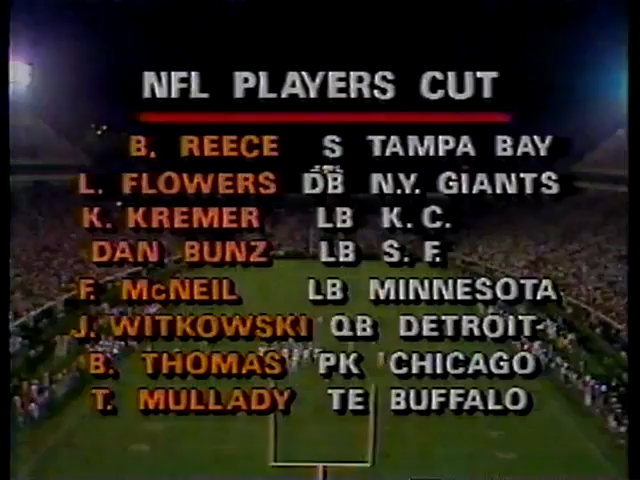 NFL PLAYERS CUT
B. REECE S TAMPA BAY
L. FLOWERS DB N.Y. GIANTS
K. KREMER LB K.C.
DAN BUNZ LB S.F.
F. McNEIL LB MINNESOTA
J. WITKOWSKI QB DETROIT
B. THOMAS PK CHICAGO
T. MULLADY TE BUFFALO